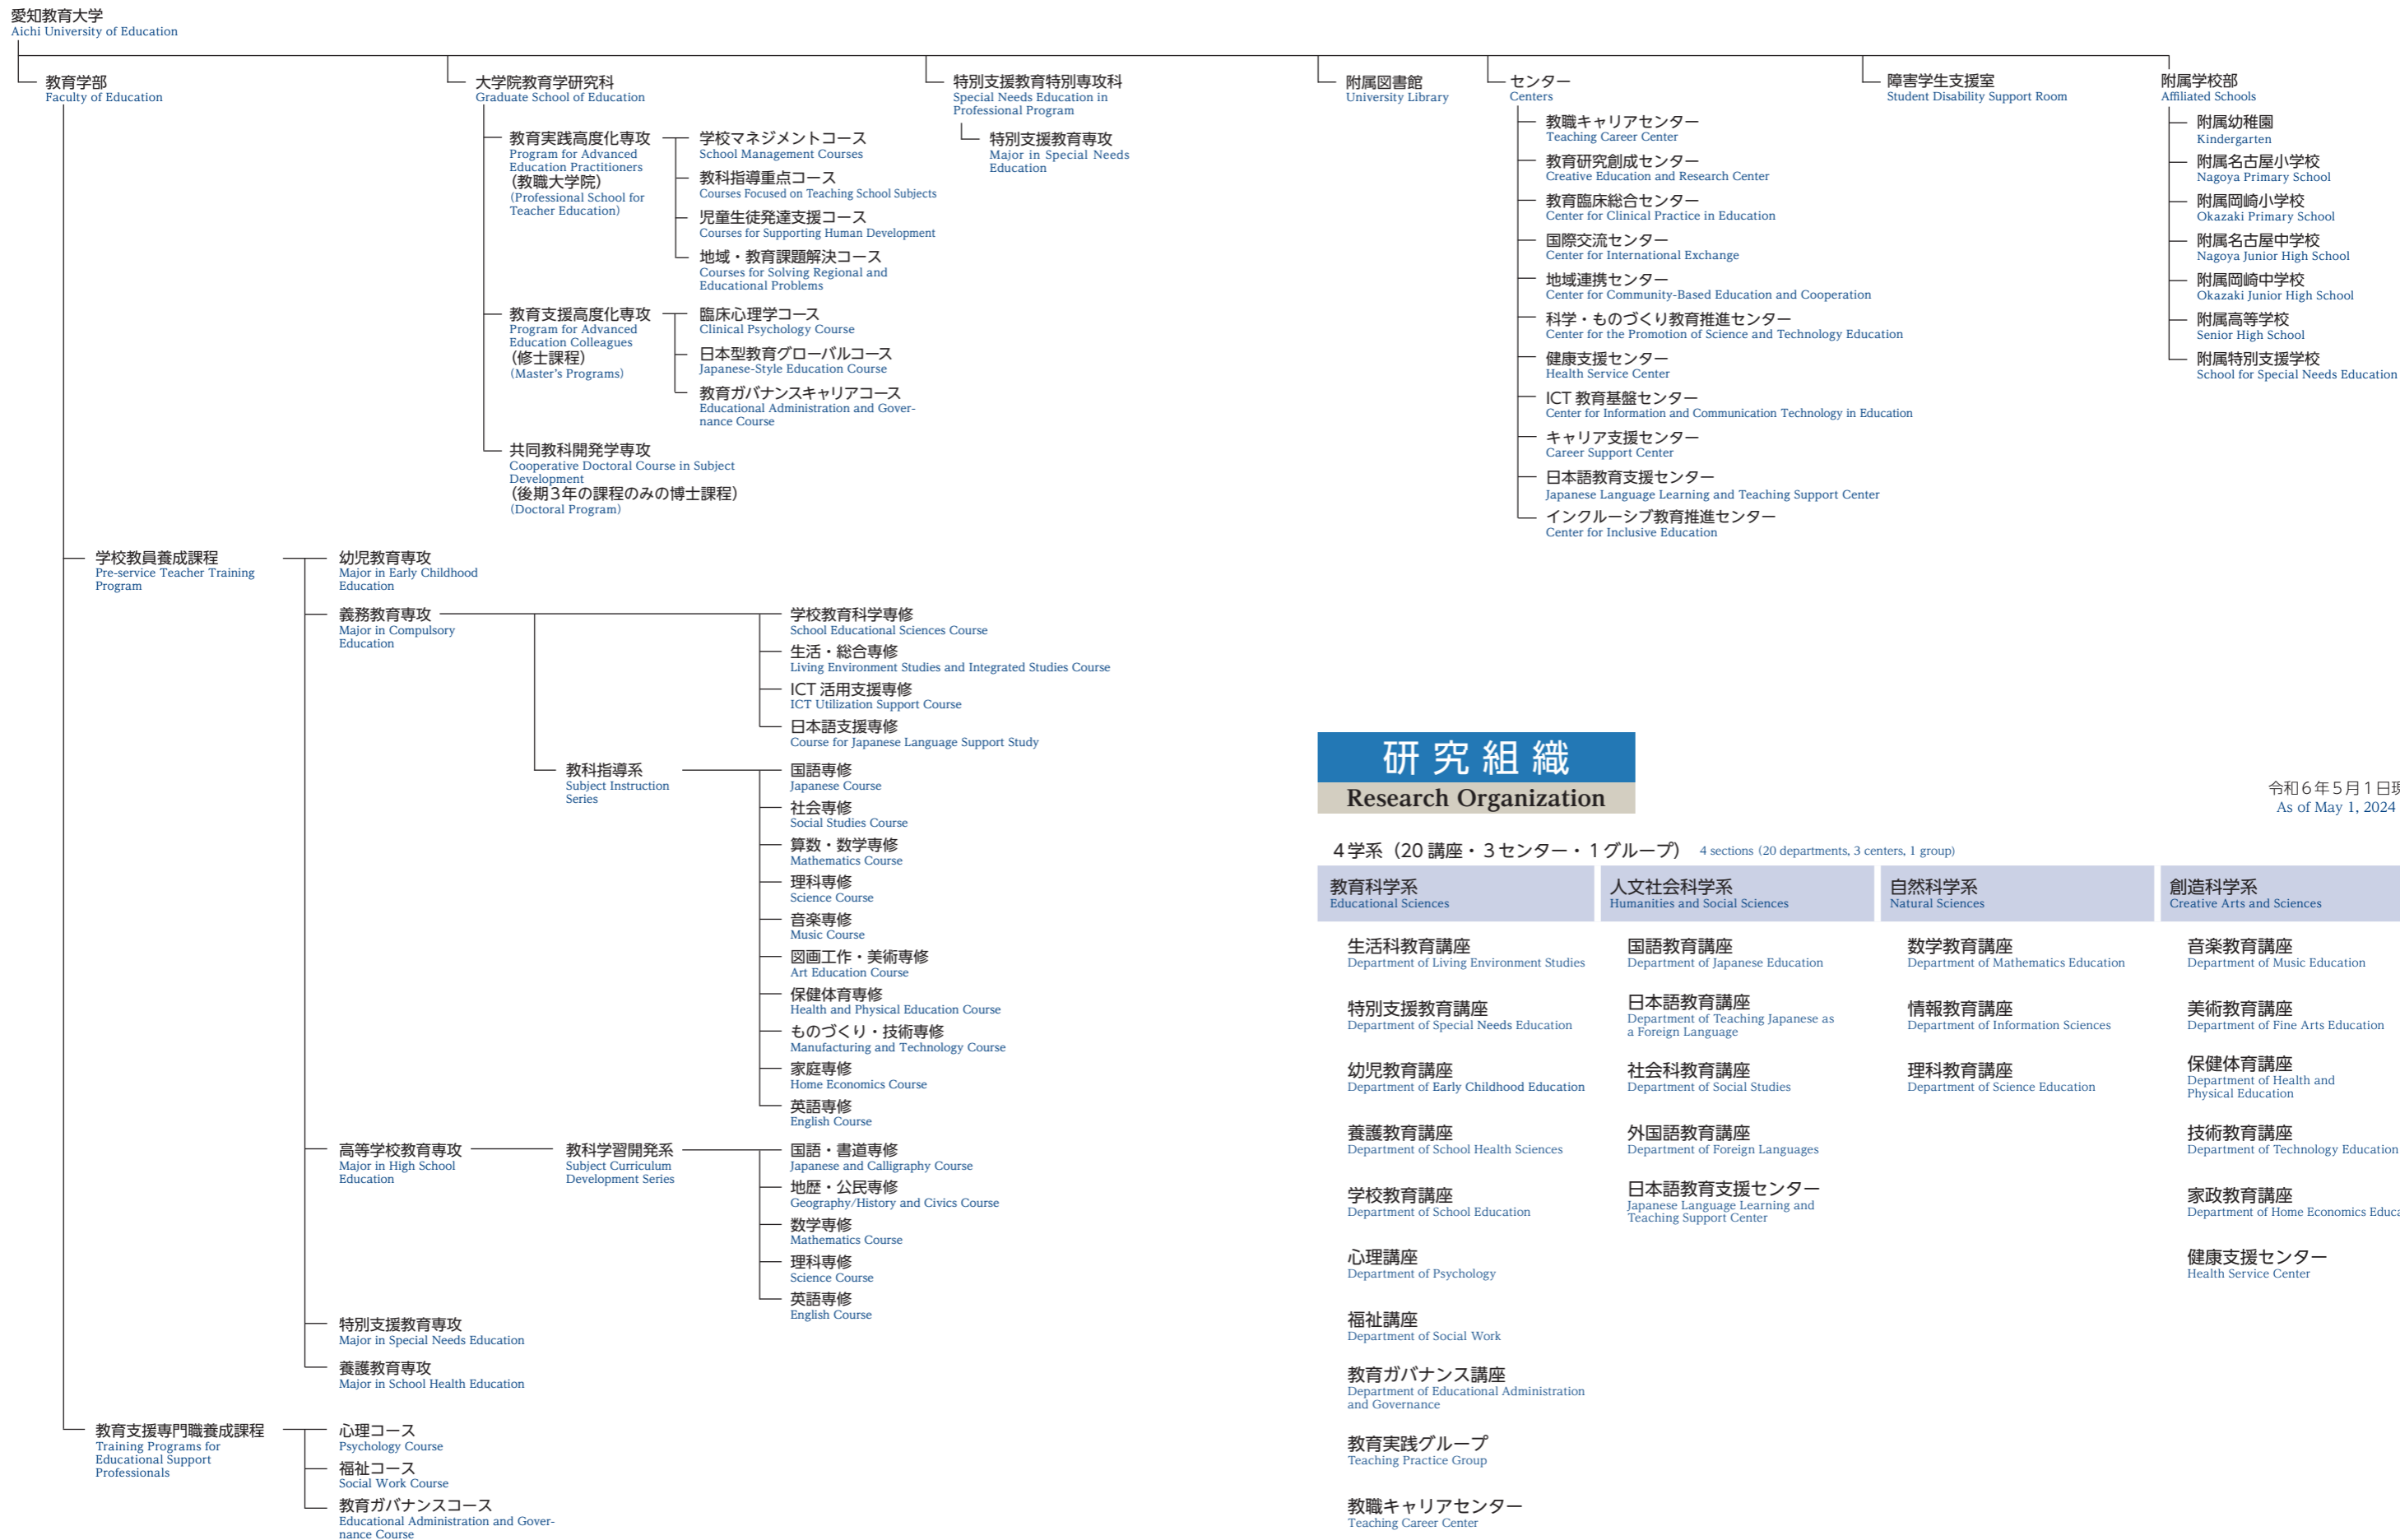 愛知教育大学
Aichi University of Education
教育学部
Faculty of Education
大学院教育学研究科
Graduate School of Education
教育実践高度化専攻
Program for Advanced
Education Practitioners
（教職大学院）
(Professional School for
Teacher Education)
学校マネジメントコース
School Management Courses
教科指導重点コース
Courses Focused on Teaching School Subjects
児童生徒発達支援コース
Courses for Supporting Human Development
地域・教育課題解決コース
Courses for Solving Regional and
Educational Problems
教育支援高度化専攻
Program for Advanced
Education Colleagues
（修士課程）
(Master's Programs)
臨床心理学コース
Clinical Psychology Course
日本型教育グローバルコース
Japanese-Style Education Course
教育ガバナンスキャリアコース
Educational Administration and Gover-
nance Course
共同教科開発学専攻
Cooperative Doctoral Course in Subject
Development
（後期３年の課程のみの博士課程）
(Doctoral Program)
特別支援教育特別専攻科
Special Needs Education in
Professional Program
特別支援教育専攻
Major in Special Needs
Education
附属図書館
University Library
センター
Centers
教職キャリアセンター
Teaching Career Center
教育研究創成センター
Creative Education and Research Center
教育臨床総合センター
Center for Clinical Practice in Education
国際交流センター
Center for International Exchange
地域連携センター
Center for Community-Based Education and Cooperation
科学・ものづくり教育推進センター
Center for the Promotion of Science and Technology Education
健康支援センター
Health Service Center
ICT 教育基盤センター
Center for Information and Communication Technology in Education
キャリア支援センター
Career Support Center
日本語教育支援センター
Japanese Language Learning and Teaching Support Center
インクルーシブ教育推進センター
Center for Inclusive Education
障害学生支援室
Student Disability Support Room
附属学校部
Affiliated Schools
附属幼稚園
Kindergarten
附属名古屋小学校
Nagoya Primary School
附属岡崎小学校
Okazaki Primary School
附属名古屋中学校
Nagoya Junior High School
附属岡崎中学校
Okazaki Junior High School
附属高等学校
Senior High School
附属特別支援学校
School for Special Needs Education
学校教員養成課程
Pre-service Teacher Training
Program
幼児教育専攻
Major in Early Childhood
Education
義務教育専攻
Major in Compulsory
Education
学校教育科学専修
School Educational Sciences Course
生活・総合専修
Living Environment Studies and Integrated Studies Course
ICT 活用支援専修
ICT Utilization Support Course
日本語支援専修
Course for Japanese Language Support Study
教科指導系
Subject Instruction
Series
国語専修
Japanese Course
社会専修
Social Studies Course
算数・数学専修
Mathematics Course
理科専修
Science Course
音楽専修
Music Course
図画工作・美術専修
Art Education Course
保健体育専修
Health and Physical Education Course
ものづくり・技術専修
Manufacturing and Technology Course
家庭専修
Home Economics Course
英語専修
English Course
高等学校教育専攻
Major in High School
Education
教科学習開発系
Subject Curriculum
Development Series
国語・書道専修
Japanese and Calligraphy Course
地歴・公民専修
Geography/History and Civics Course
数学専修
Mathematics Course
理科専修
Science Course
英語専修
English Course
特別支援教育専攻
Major in Special Needs Education
養護教育専攻
Major in School Health Education
教育支援専門職養成課程
Training Programs for
Educational Support
Professionals
心理コース
Psychology Course
福祉コース
Social Work Course
教育ガバナンスコース
Educational Administration and Gover-
nance Course
研究組織
Research Organization
令和６年５月１日現
As of May 1, 2024
４学系（20 講座・３センター・１グループ） 4 sections (20 departments, 3 centers, 1 group)
教育科学系
Educational Sciences
生活科教育講座
Department of Living Environment Studies
特別支援教育講座
Department of Special Needs Education
幼児教育講座
Department of Early Childhood Education
養護教育講座
Department of School Health Sciences
学校教育講座
Department of School Education
心理講座
Department of Psychology
福祉講座
Department of Social Work
教育ガバナンス講座
Department of Educational Administration
and Governance
教育実践グループ
Teaching Practice Group
教職キャリアセンター
Teaching Career Center
人文社会科学系
Humanities and Social Sciences
国語教育講座
Department of Japanese Education
日本語教育講座
Department of Teaching Japanese as
a Foreign Language
社会科教育講座
Department of Social Studies
外国語教育講座
Department of Foreign Languages
日本語教育支援センター
Japanese Language Learning and
Teaching Support Center
自然科学系
Natural Sciences
数学教育講座
Department of Mathematics Education
情報教育講座
Department of Information Sciences
理科教育講座
Department of Science Education
創造科学系
Creative Arts and Sciences
音楽教育講座
Department of Music Education
美術教育講座
Department of Fine Arts Education
保健体育講座
Department of Health and
Physical Education
技術教育講座
Department of Technology Education
家政教育講座
Department of Home Economics Educa
健康支援センター
Health Service Center